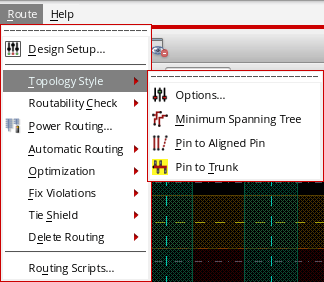 Route Help
Design Setup...
Topology Style
Routability Check
Power Routing...
Automatic Routing
Optimization
Fix Violations
Tie Shield
Delete Routing
Routing Scripts...
Options...
Minimum Spanning Tree
Pin to Aligned Pin
Pin to Trunk